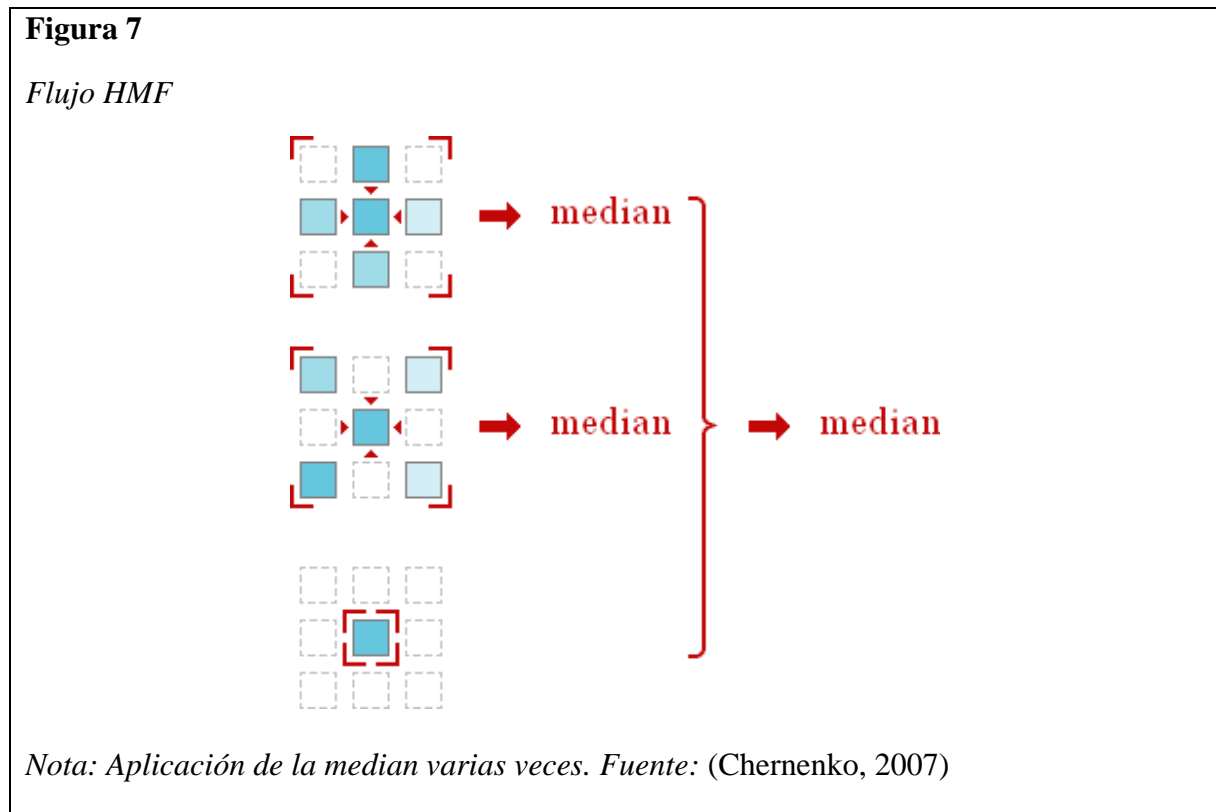 Figura 7
Flujo HMF
median
median
median
Nota: Aplicación de la median varias veces. Fuente: (Chernenko, 2007)